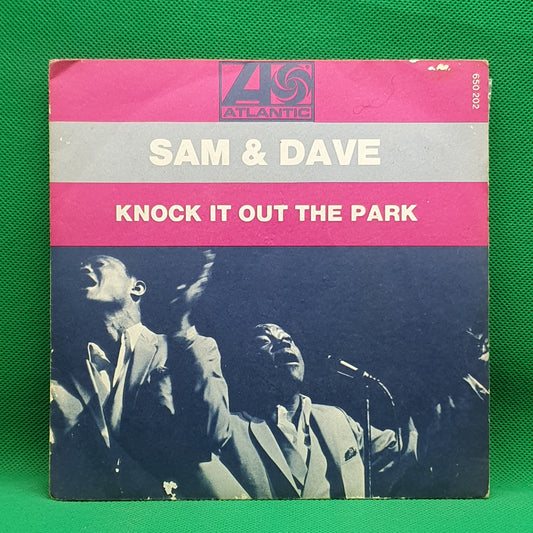 ATLANTIC
650 202
SAM & DAVE
KNOCK IT OUT THE PARK